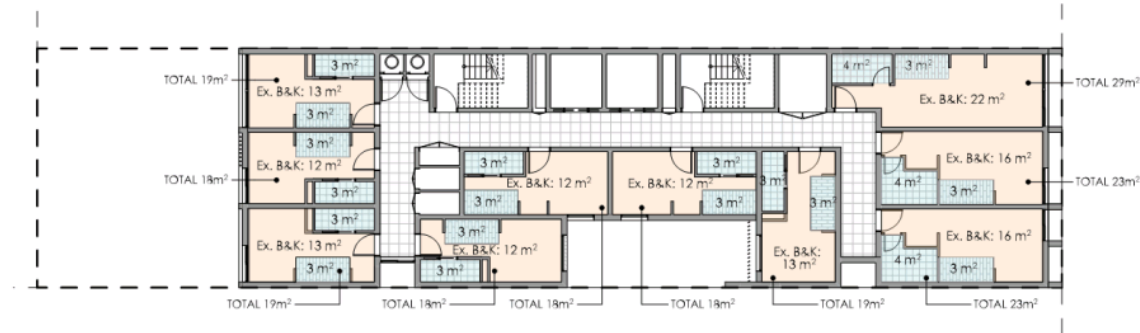 3 m²
4 m²
3 m²
TOTAL 19m²
TOTAL 29m²
Ex. B&K: 13 m²
Ex. B&K: 22 m²
3 m²
3 m²
Ex. B&K: 12 m²
Ex. B&K: 16 m²
3 m²
3 m²
Ex. B&K: 12 m²
Ex. B&K: 12 m²
3 m²
4 m²
TOTAL 18m²
TOTAL 23m²
3 m²
3 m²
3 m²
3 m²
3 m²
3 m²
Ex. B&K: 13 m²
3 m²
Ex. B&K: 12 m²
Ex. B&K:
13 m²
Ex. B&K: 16 m²
3 m²
3 m²
4 m²
3 m²
TOTAL 19m²
TOTAL 18m²
TOTAL 18m²
TOTAL 18m²
TOTAL 19m²
TOTAL 23m²